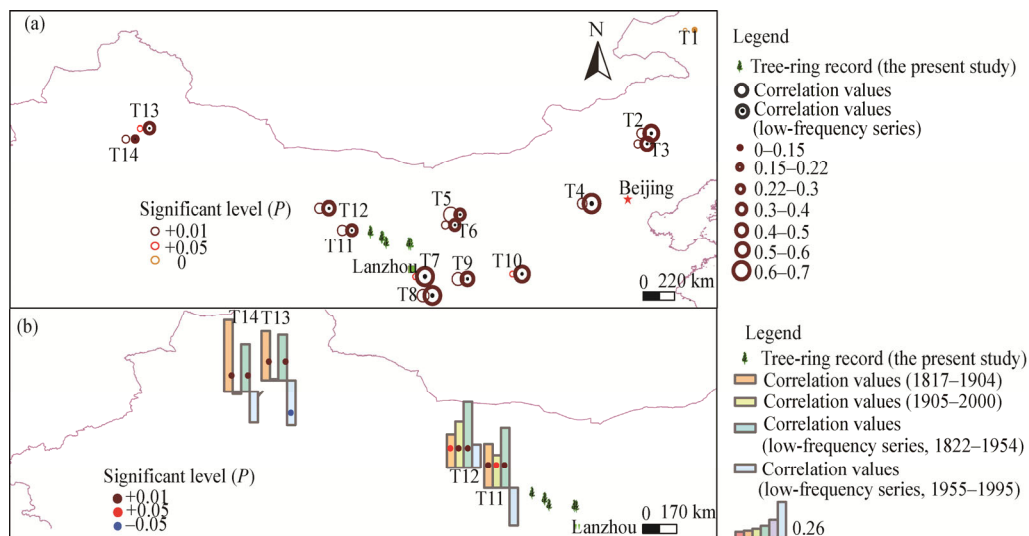 (a)
N
T1
T13
T14
T2
T3
T4
Beijing
Significant level (P)
+0.01
+0.05
0
T12
T11
T5
T6
Lanzhou
T7
T8
T9
T10
0 220 km
Legend
Tree-ring record (the present study)
Correlation values
Correlation values
(low-frequency series)
0–0.15
0.15–0.22
0.22–0.3
0.3–0.4
0.4–0.5
0.5–0.6
0.6–0.7
(b)
T14 T13
T12
T11
Significant level (P)
+0.01
+0.05
−0.05
Lanzhou
0 170 km
Legend
Tree-ring record (the present study)
Correlation values (1817–1904)
Correlation values (1905–2000)
Correlation values
(low-frequency series, 1822–1954)
Correlation values
(low-frequency series, 1955–1995)
0.26